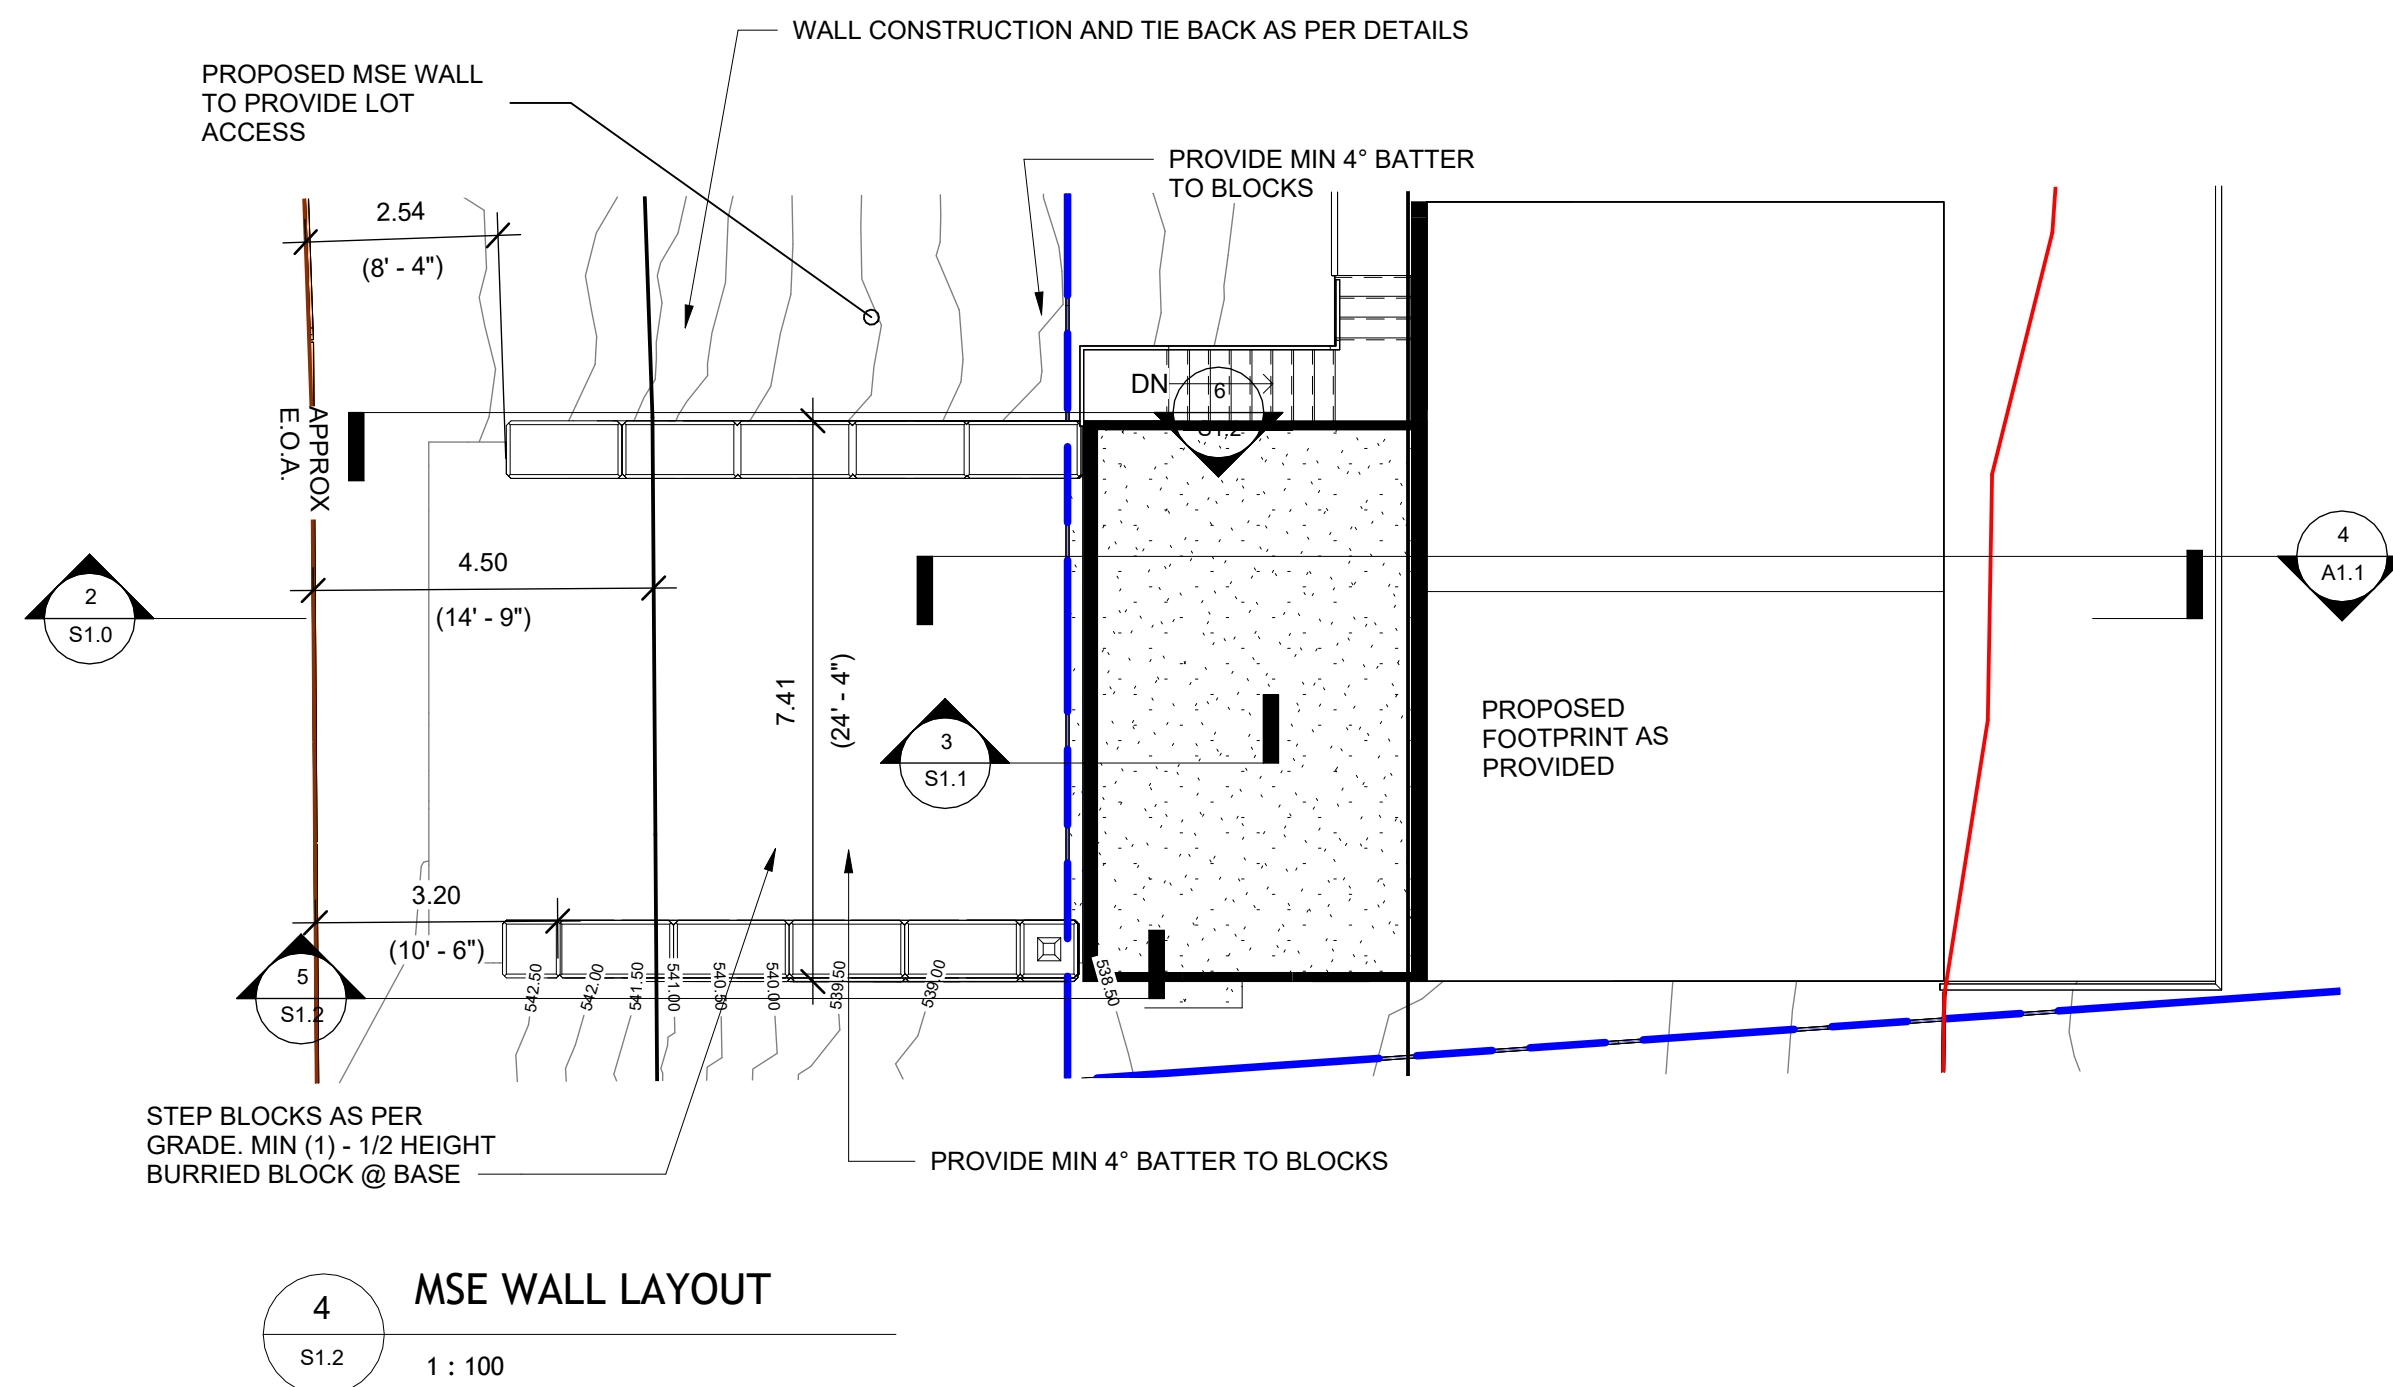 WALL CONSTRUCTION AND TIE BACK AS PER DETAILS
PROPOSED MSE WALL
TO PROVIDE LOT
ACCESS
PROVIDE MIN 4° BATTER
TO BLOCKS
2.54
(8' - 4")
DN
6
S1.2
APPROX
E.O.A.
4.50
(14' - 9")
2
S1.0
4
A1.1
7.41
(24' - 4")
3
S1.1
PROPOSED
FOOTPRINT AS
PROVIDED
3.20
(10' - 6")
5
S1.2
542.50
542.00
541.50
541.00
540.50
540.00
539.50
539.00
538.50
STEP BLOCKS AS PER
GRADE. MIN (1) - 1/2 HEIGHT
BURRIED BLOCK @ BASE
PROVIDE MIN 4° BATTER TO BLOCKS
4
S1.2
MSE WALL LAYOUT
1 : 100